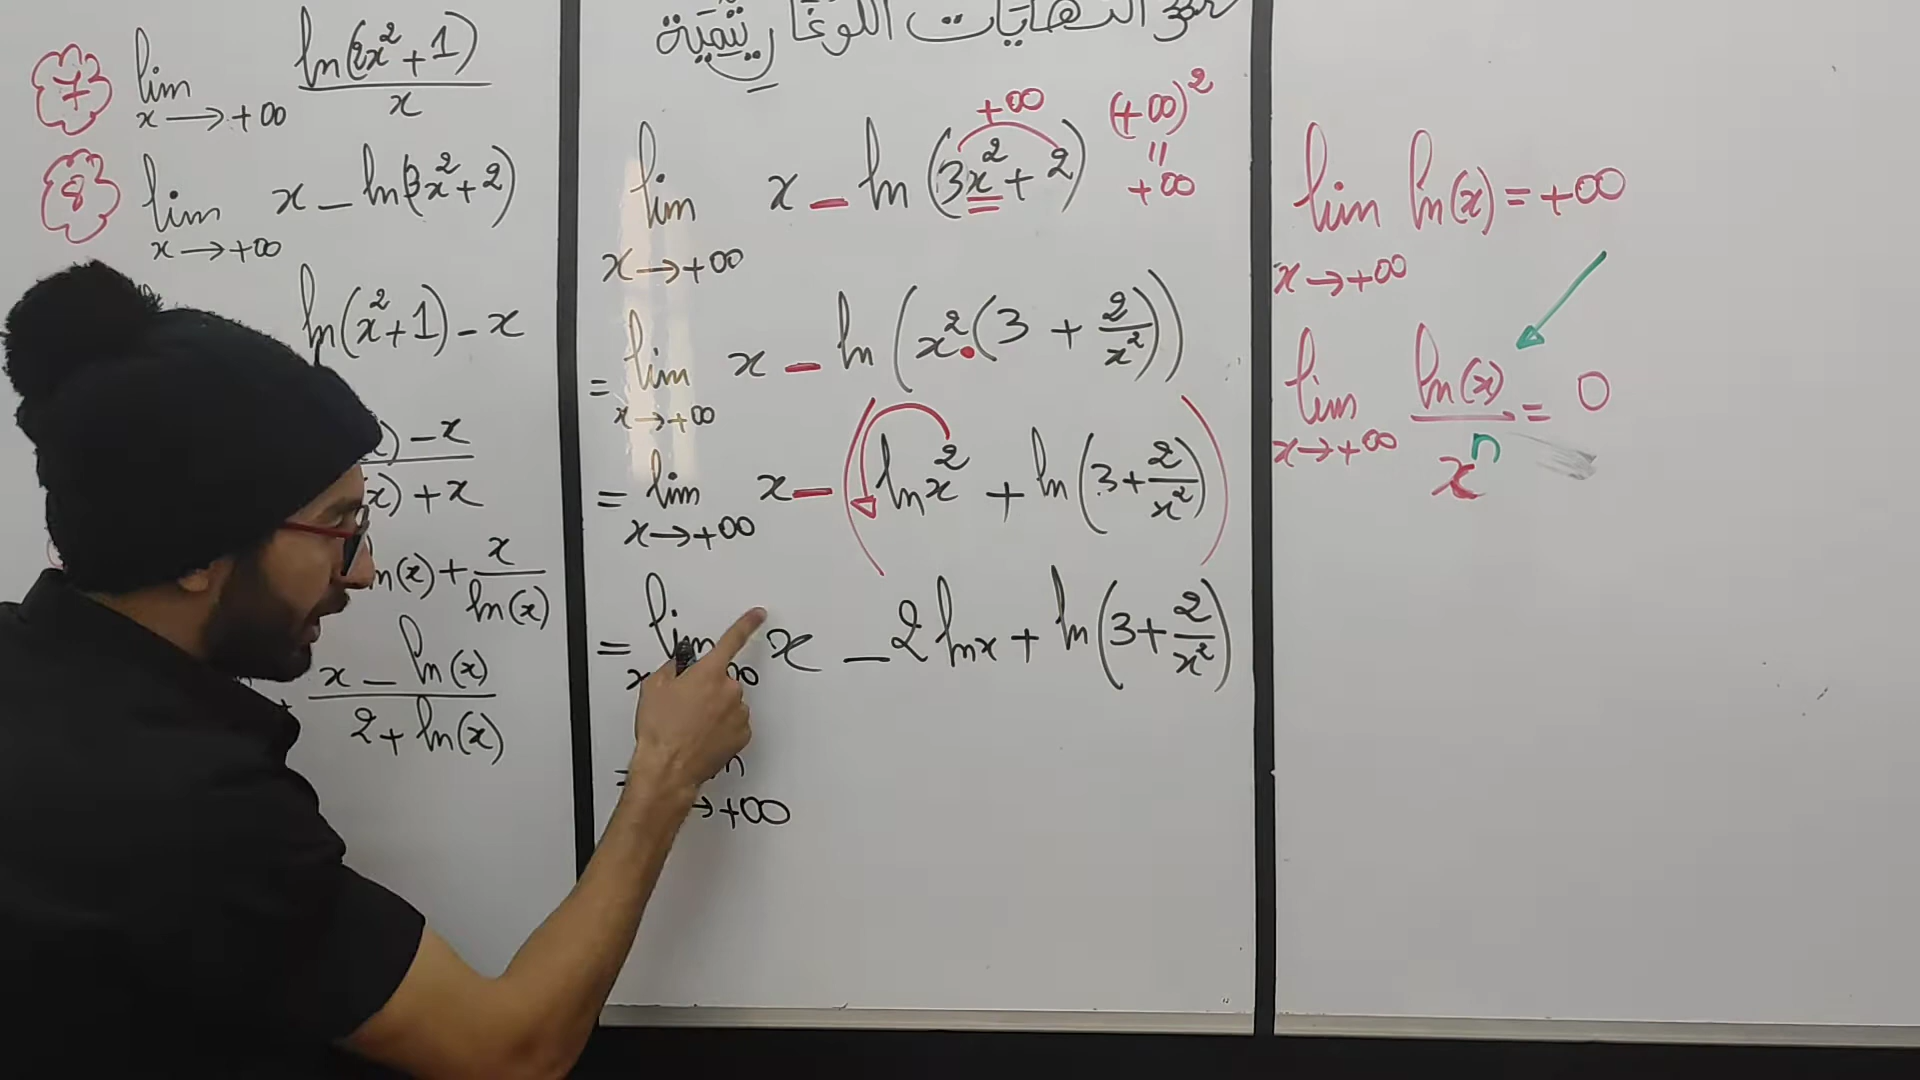 النهايات اللوغاريتمية
7 lim x→+∞ ln(2x²+1)/x
8 lim x→+∞ x - ln(3x²+2)
ln(x²+1) - x
) - x
x) + x
n(x) + x/ln(x)
x - ln(x)/2 + ln(x)
lim x→+∞ x - ln(3x²+2) +∞ (+∞)² = +∞
= lim x→+∞ x - ln(x².(3 + 2/x²))
= lim x→+∞ x - (ln x² + ln(3 + 2/x²))
= lim x - 2 ln x + ln(3 + 2/x²)
= →+∞
lim x→+∞ ln(x) = +∞
lim x→+∞ ln(x)/xⁿ = 0